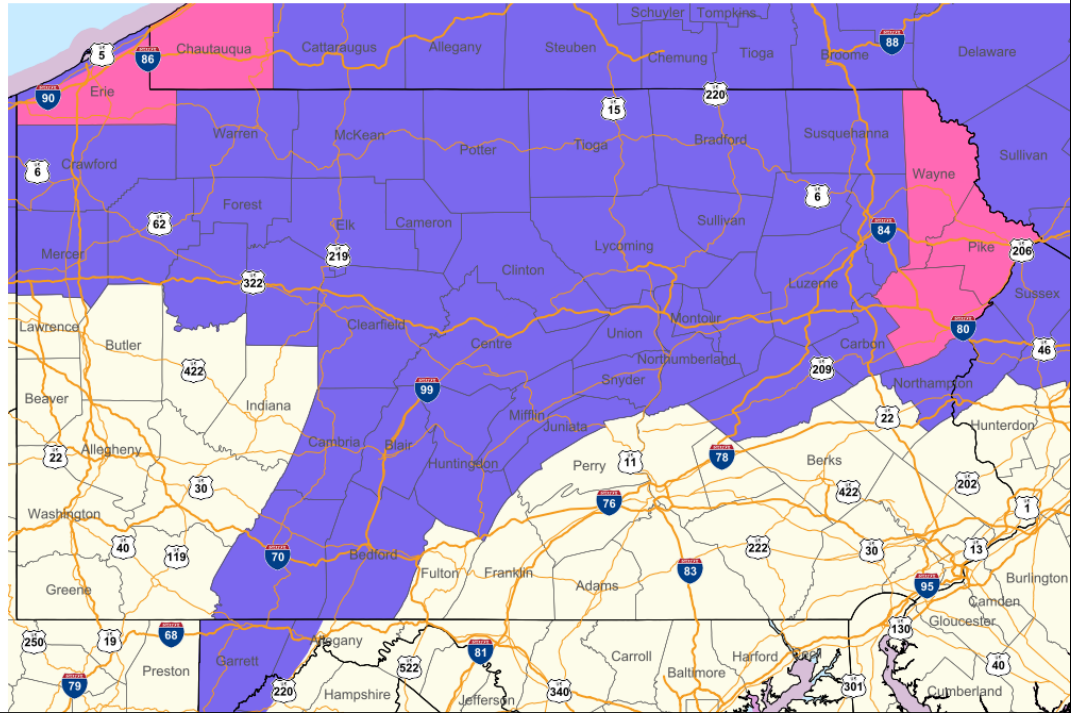 Schuyler Tompkins
5
86
Chautauqua
Cattaraugus
Allegany
Steuben
Chemung
Tioga
Broome
88
Delaware
90
Erie
15
220
Warren
McKean
Potter
Tioga
Bradford
Susquehanna
Sullivan
6
Crawford
Wayne
62
Forest
Elk
Cameron
Sullivan
6
84
Mercer
219
322
Lycoming
Clinton
Luzerne
Pike
206
Sussex
Lawrence
Butler
Clearfield
Centre
Union
Montour
Carbon
80
46
422
Northumberland
209
Beaver
Indiana
99
Snyder
Northampton
22
Hunterdon
22
Allegheny
Cambria
Blair
Mifflin
Juniata
Huntingdon
Perry
11
78
Berks
30
76
422
202
1
Washington
40
119
70
Bedford
222
30
13
Greene
Fulton
Franklin
Adams
83
95
Burlington
Camden
Gloucester
250
19
68
Allegany
130
Preston
Garrett
522
81
Carroll
Baltimore
Harford
Cecil
40
79
220
Hampshire
Jefferson
340
301
Cumberland